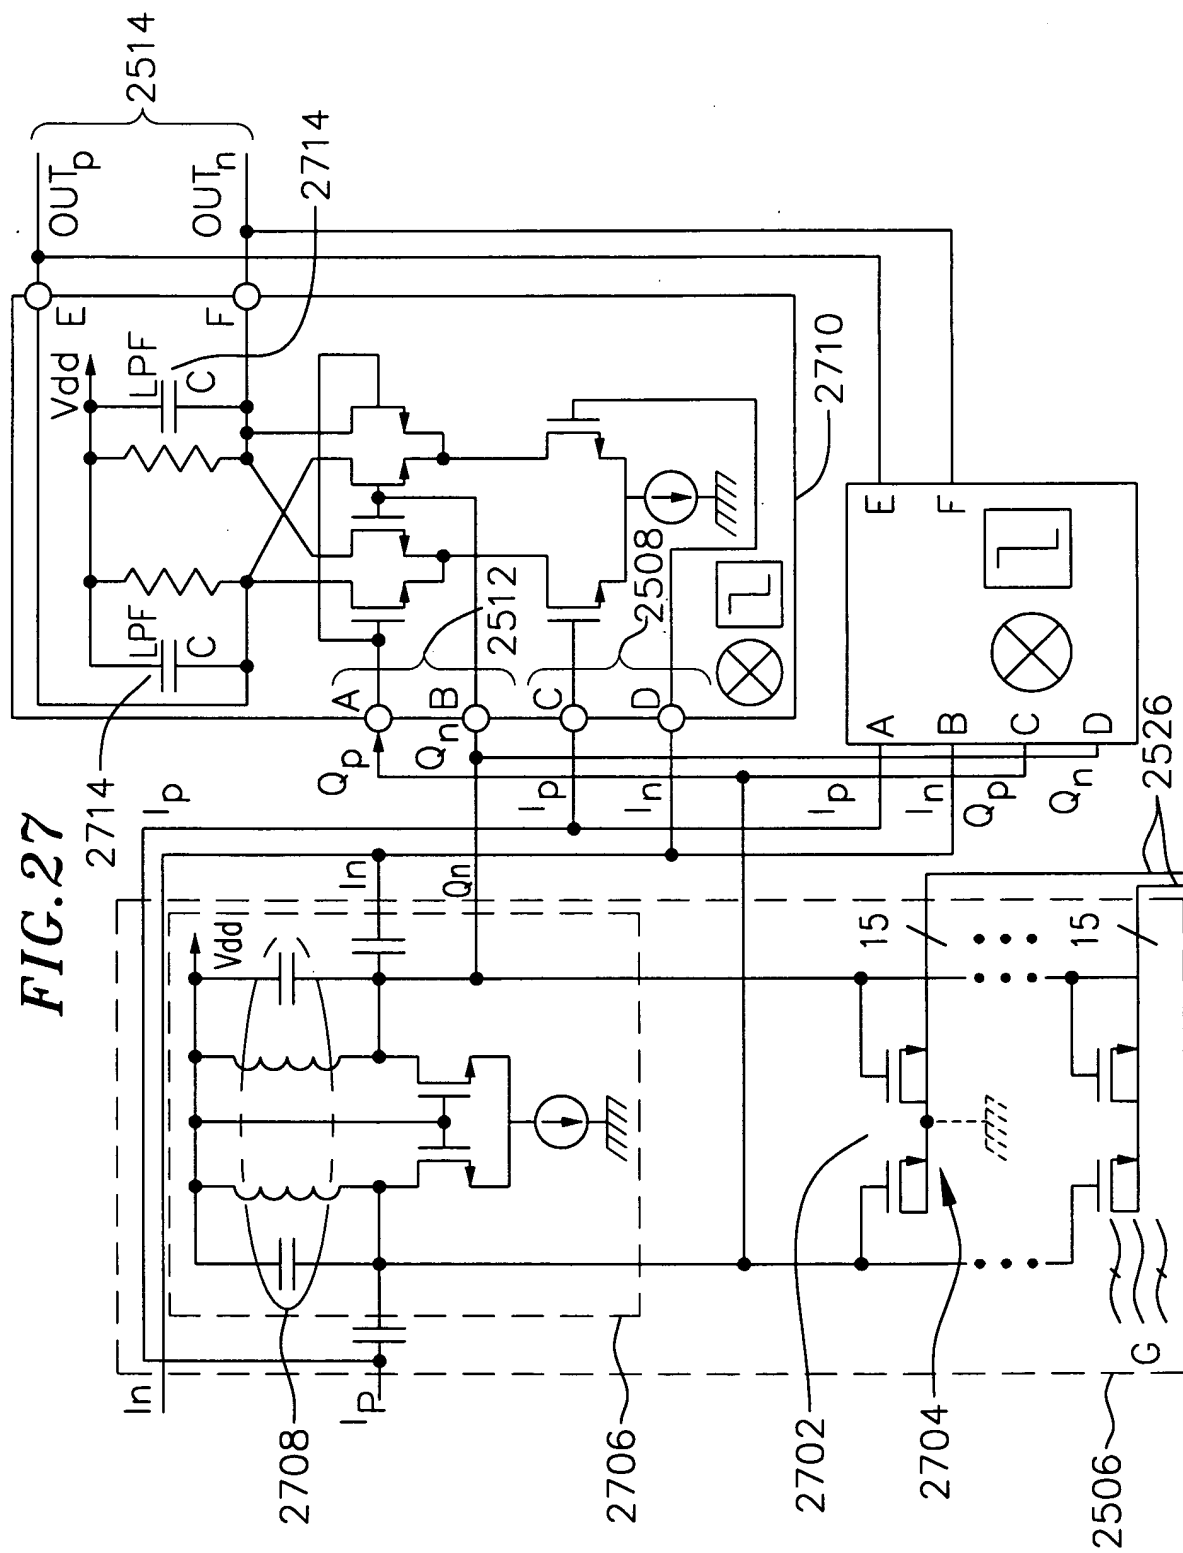 FIG.27
2514
OUTp
OUTn
2714
E
F
Vdd
LPF
C
LPF
C
2714
2710
2508
2512
A
B
C
D
Qp
Qn
Ip
In
Ip
In
Qn
Vdd
In
Ip
2708
2706
Ip
In
Qp
Qn
A
B
C
D
E
F
2526
15
15
2702
2704
G
2506